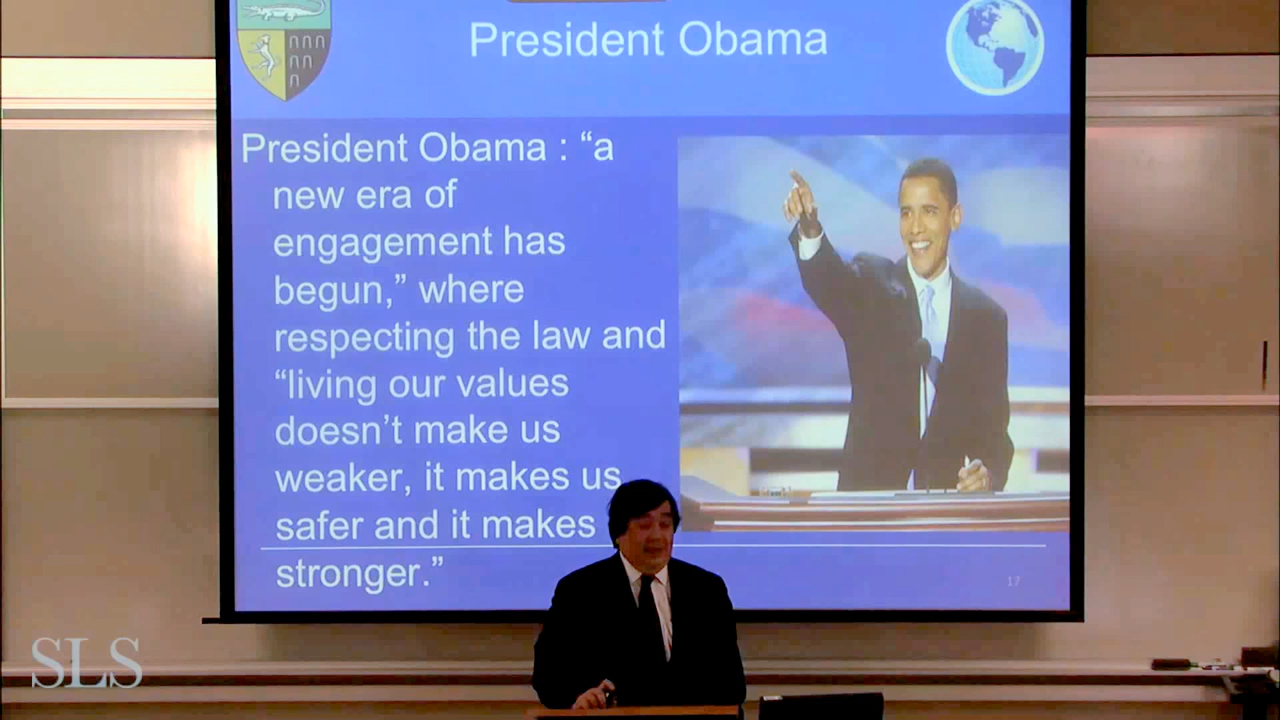 President Obama
President Obama : “a
new era of
engagement has
begun,” where
respecting the law and
“living our values
doesn’t make us
weaker, it makes us
safer and it makes
stronger.”
17
SLS